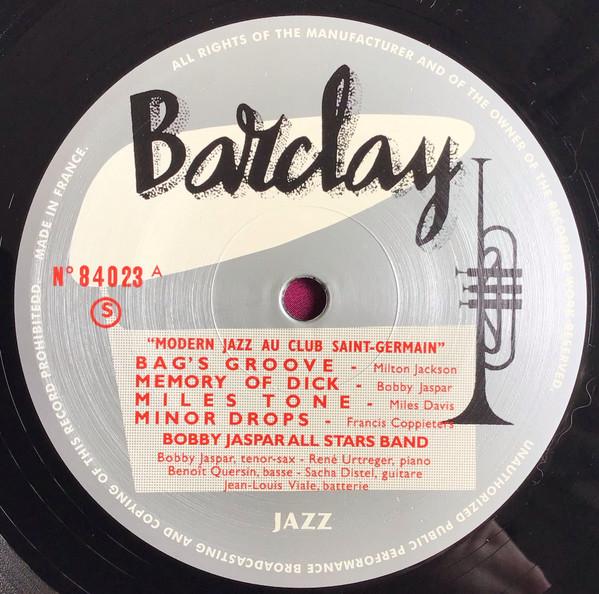 ALL RIGHTS OF THE MANUFACTURER AND OF THE OWNER OF THE RECORDED WORK RESERVED.
Barclay
N° 84023 A
S
"MODERN JAZZ AU CLUB SAINT-GERMAIN"
BAG'S GROOVE - Milton Jackson
MEMORY OF DICK - Bobby Jaspar
MILES TONE - Miles Davis
MINOR DROPS - Francis Coppieters
BOBBY JASPAR ALL STARS BAND
Bobby Jaspar, tenor-sax - René Urtreger, piano
Benoît Quersin, basse - Sacha Distel, guitare
Jean-Louis Viale, batterie
JAZZ
UNAUTHORIZED PUBLIC PERFORMANCE BROADCASTING AND COPYING OF THIS RECORD PROHIBITEDD. MADE IN FRANCE.